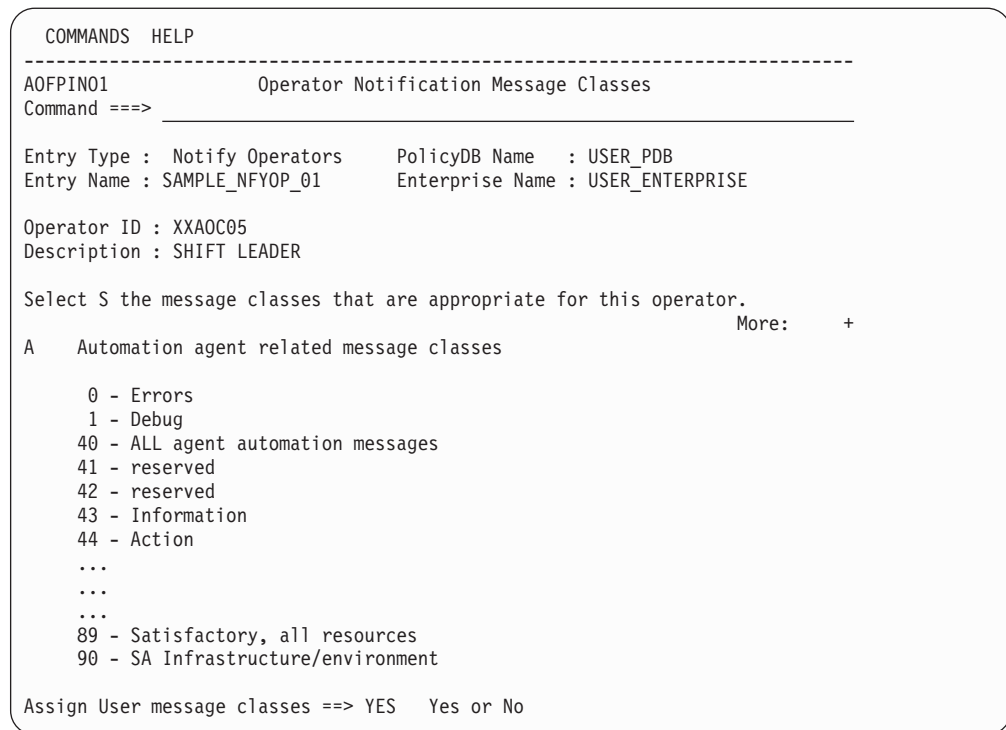 COMMANDS HELP
-------------------------------------------------------------------------------
AOFPINO1 Operator Notification Message Classes
Command ===>
Entry Type : Notify Operators PolicyDB Name : USER_PDB
Entry Name : SAMPLE_NFYOP_01 Enterprise Name : USER_ENTERPRISE
Operator ID : XXAOC05
Description : SHIFT LEADER
Select S the message classes that are appropriate for this operator.
More: +
A Automation agent related message classes
0 - Errors
1 - Debug
40 - ALL agent automation messages
41 - reserved
42 - reserved
43 - Information
44 - Action
...
...
...
89 - Satisfactory, all resources
90 - SA Infrastructure/environment
Assign User message classes ==> YES Yes or No